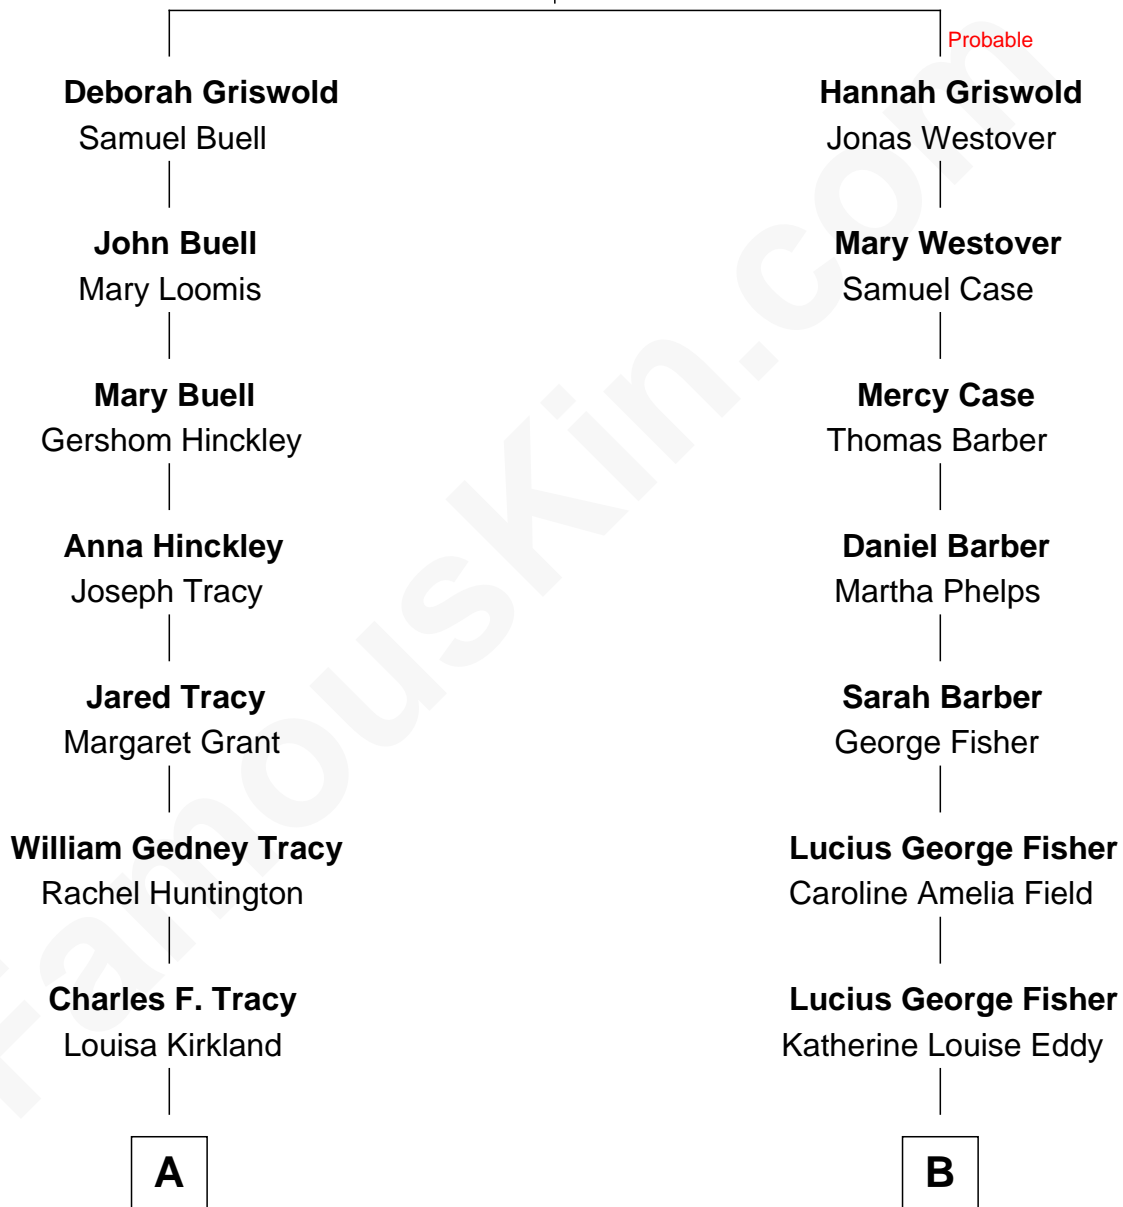 Probable
Deborah Griswold
Samuel Buell
Hannah Griswold
Jonas Westover
John Buell
Mary Loomis
Mary Westover
Samuel Case
Mary Buell
Gershom Hinckley
Mercy Case
Thomas Barber
Anna Hinckley
Joseph Tracy
Daniel Barber
Martha Phelps
Jared Tracy
Margaret Grant
Sarah Barber
George Fisher
William Gedney Tracy
Rachel Huntington
Lucius George Fisher
Caroline Amelia Field
Charles F. Tracy
Louisa Kirkland
Lucius George Fisher
Katherine Louise Eddy
A
B
FamousKin.com